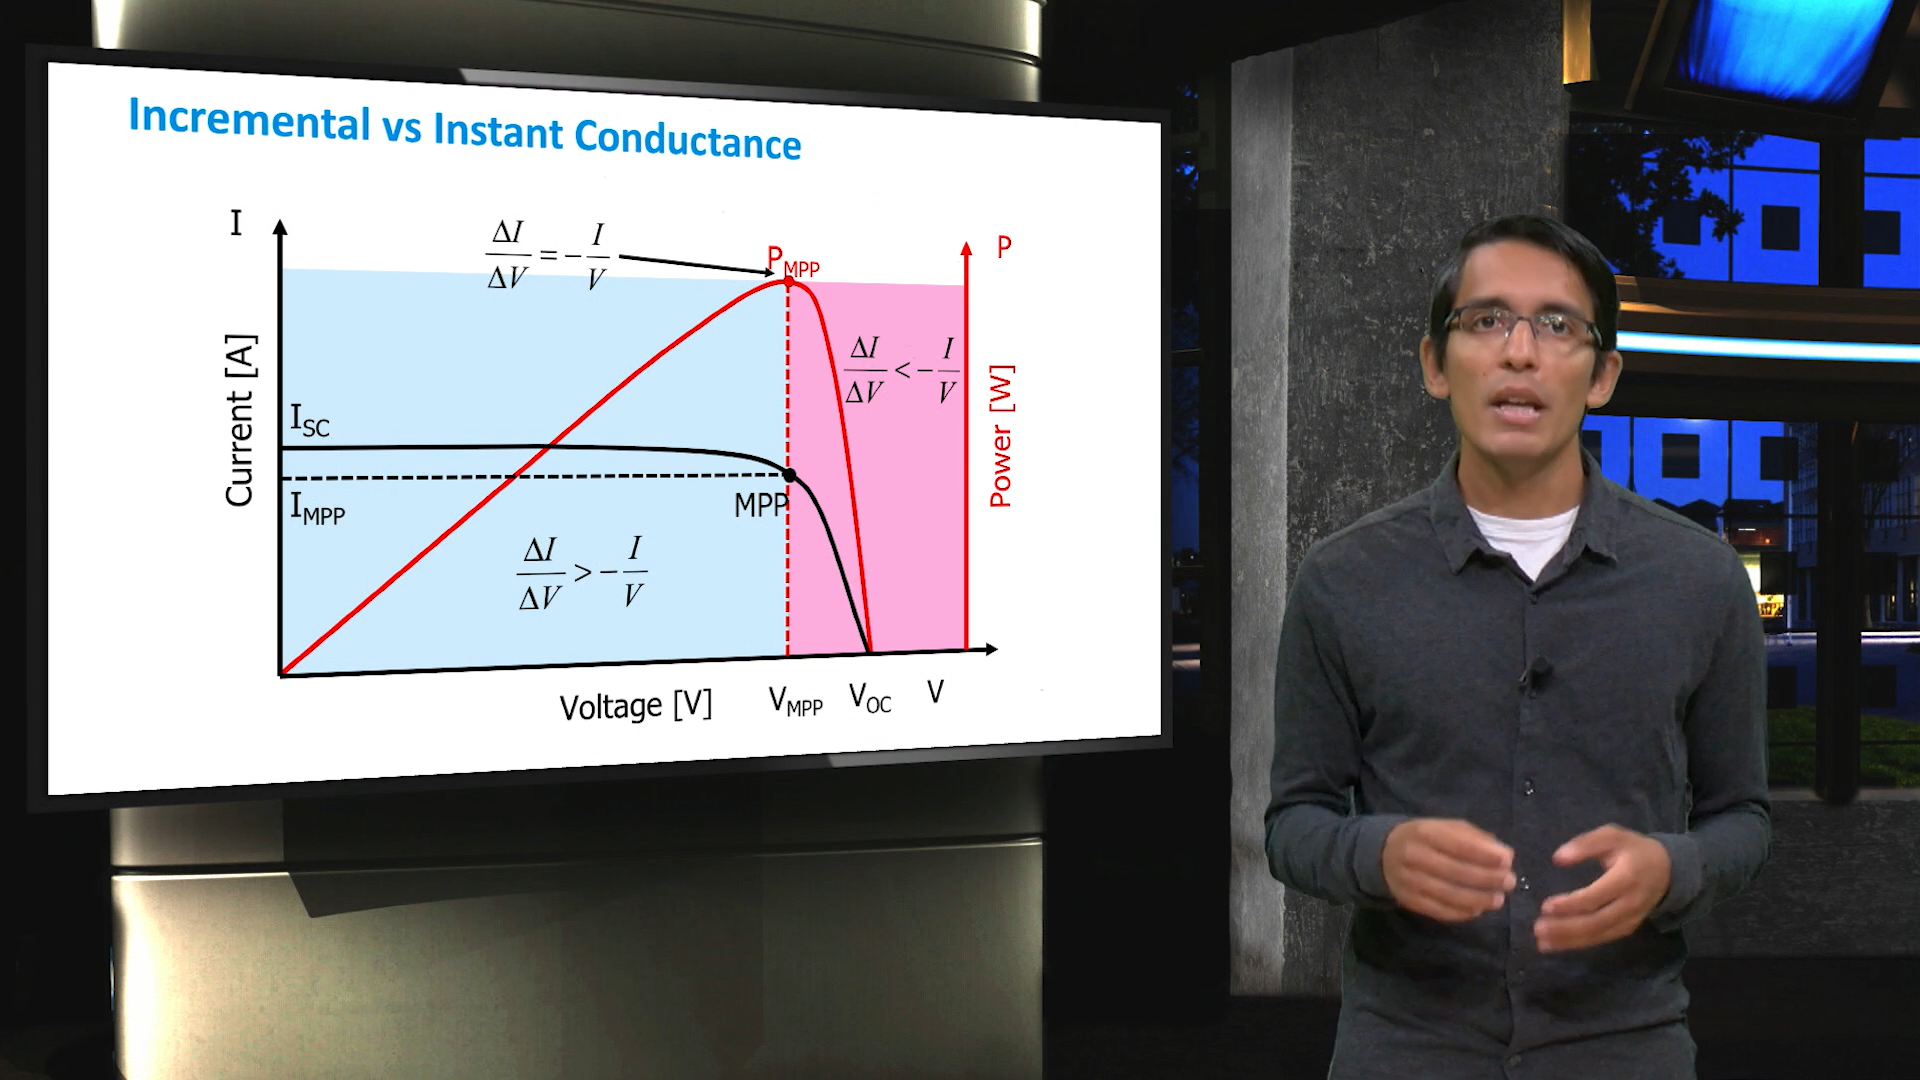 Incremental vs Instant Conductance
I
ΔI/ΔV = −I/V
P_MPP
P
ΔI/ΔV < −I/V
Current [A]
Power [W]
I_SC
I_MPP
MPP
ΔI/ΔV > −I/V
Voltage [V]
V_MPP
V_OC
V